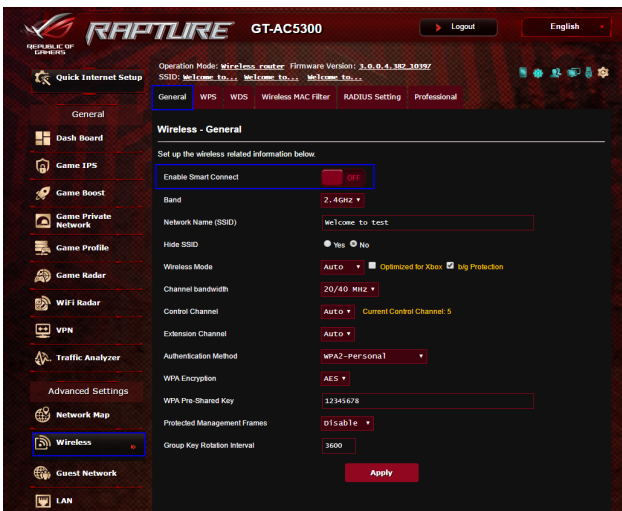 REPUBLIC OF
GAMERS
RAPTURE GT-AC5300 Logout English
Quick Internet Setup
Operation Mode: Wireless router Firmware Version: 3.0.0.4.382_10397
SSID: Welcome to... Welcome to... Welcome to...
General WPS WDS Wireless MAC Filter RADIUS Setting Professional
General
Dash Board
Game IPS
Game Boost
Game Private
Network
Game Profile
Game Radar
WiFi Radar
VPN
Traffic Analyzer
Advanced Settings
Network Map
Wireless
Guest Network
LAN
Wireless - General
Set up the wireless related information below.
Enable Smart Connect OFF
Band 2.4GHz
Network Name (SSID) Welcome to test
Hide SSID Yes No
Wireless Mode Auto Optimized for Xbox b/g Protection
Channel bandwidth 20/40 MHz
Control Channel Auto Current Control Channel: 5
Extension Channel Auto
Authentication Method WPA2-Personal
WPA Encryption AES
WPA Pre-Shared Key 12345678
Protected Management Frames Disable
Group Key Rotation Interval 3600
Apply